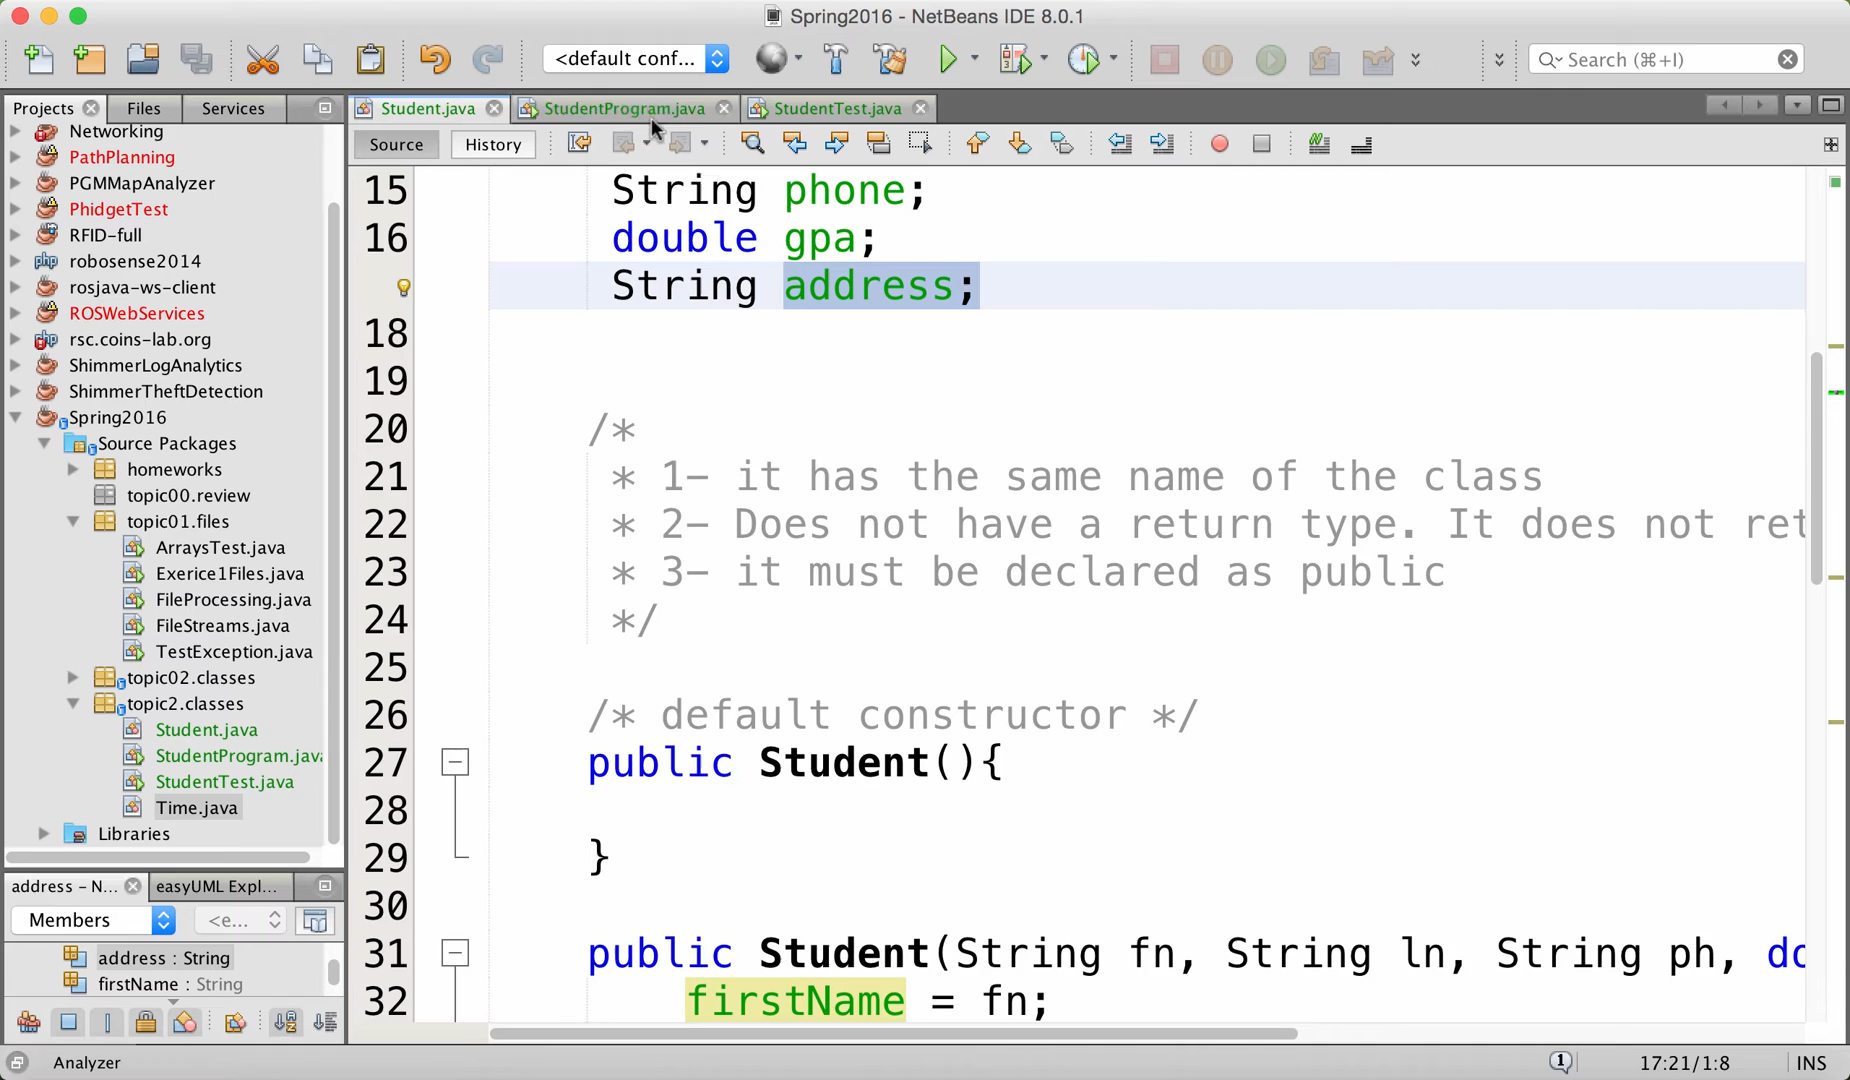 Spring2016 - NetBeans IDE 8.0.1
<default conf...
Search (⌘+I)
Projects
Files
Services
Student.java
StudentProgram.java
StudentTest.java
Source
History
Networking
PathPlanning
PGMMapAnalyzer
PhidgetTest
RFID-full
robosense2014
rosjava-ws-client
ROSWebServices
rsc.coins-lab.org
ShimmerLogAnalytics
ShimmerTheftDetection
Spring2016
Source Packages
homeworks
topic00.review
topic01.files
ArraysTest.java
Exerice1Files.java
FileProcessing.java
FileStreams.java
TestException.java
topic02.classes
topic2.classes
Student.java
StudentProgram.java
StudentTest.java
Time.java
Libraries
address - N...
easyUML Expl...
Members
<e...
address : String
firstName : String
15 String phone;
16 double gpa;
String address;
18
19
20 /*
21 * 1- it has the same name of the class
22 * 2- Does not have a return type. It does not ret
23 * 3- it must be declared as public
24 */
25
26 /* default constructor */
27 public Student(){
28
29 }
30
31 public Student(String fn, String ln, String ph, do
32 firstName = fn;
Analyzer
1
17:21/1:8
INS